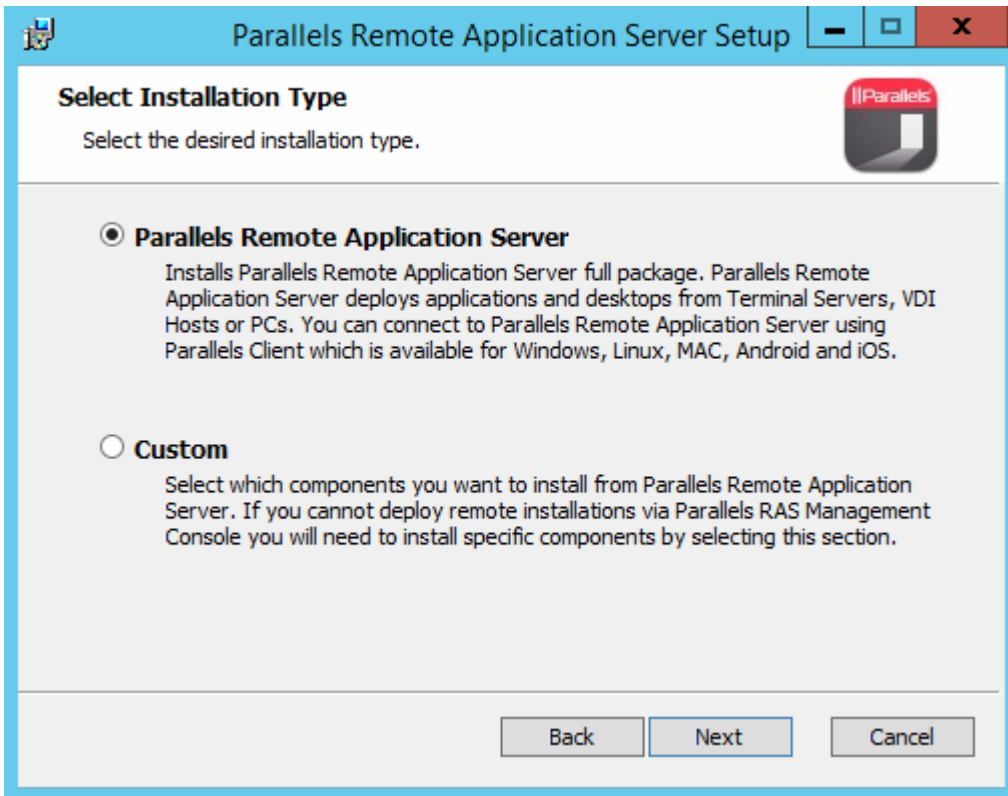 Parallels Remote Application Server Setup
Select Installation Type
||Parallels
Select the desired installation type.
Parallels Remote Application Server
Installs Parallels Remote Application Server full package. Parallels Remote
Application Server deploys applications and desktops from Terminal Servers, VDI
Hosts or PCs. You can connect to Parallels Remote Application Server using
Parallels Client which is available for Windows, Linux, MAC, Android and iOS.
Custom
Select which components you want to install from Parallels Remote Application
Server. If you cannot deploy remote installations via Parallels RAS Management
Console you will need to install specific components by selecting this section.
Back
Next
Cancel